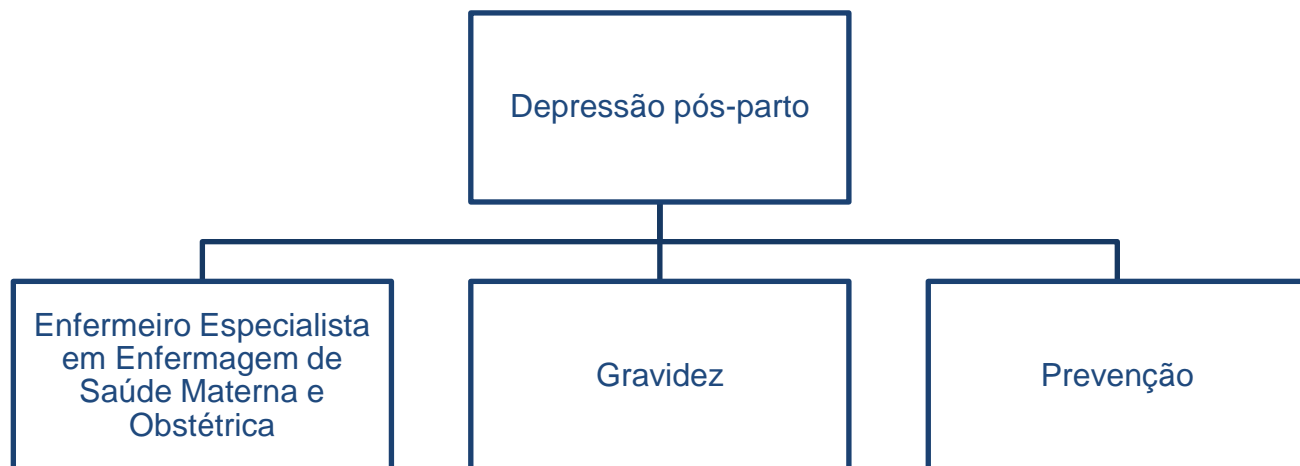 Depressão pós-parto
Enfermeiro Especialista
em Enfermagem de
Saúde Materna e
Obstétrica
Gravidez
Prevenção